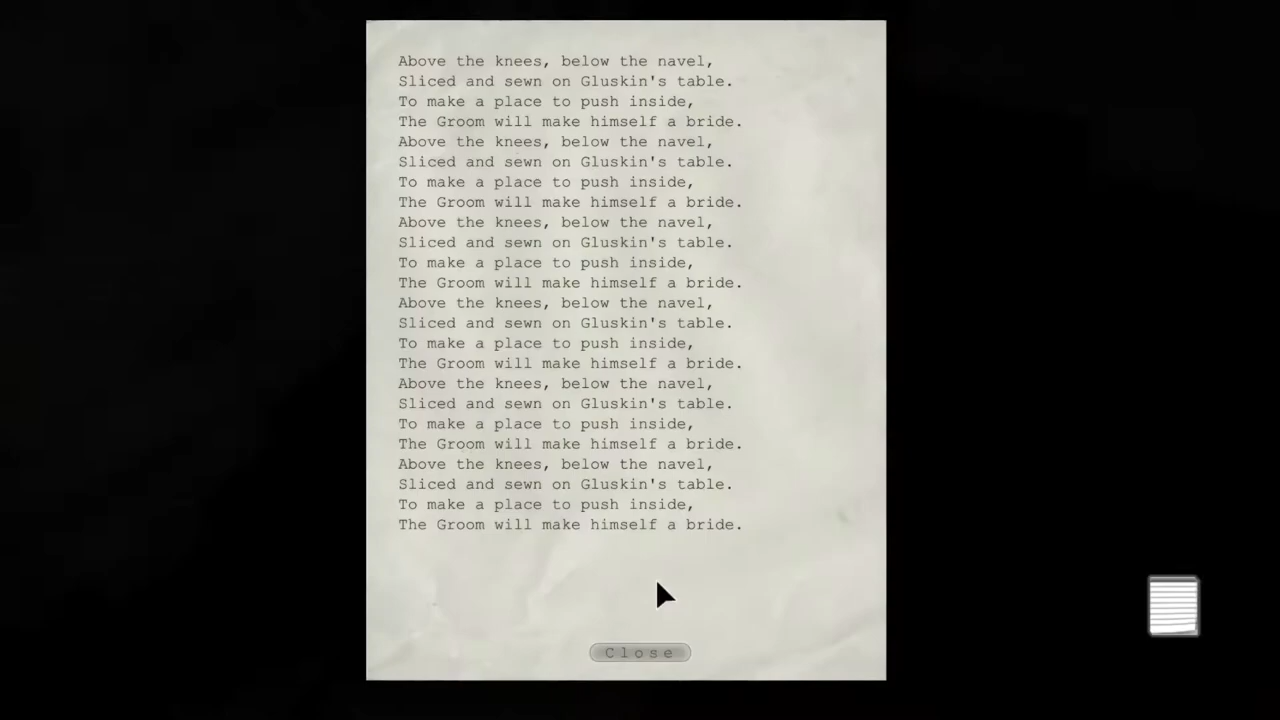 Above the knees, below the navel,
Sliced and sewn on Gluskin's table.
To make a place to push inside,
The Groom will make himself a bride.
Above the knees, below the navel,
Sliced and sewn on Gluskin's table.
To make a place to push inside,
The Groom will make himself a bride.
Above the knees, below the navel,
Sliced and sewn on Gluskin's table.
To make a place to push inside,
The Groom will make himself a bride.
Above the knees, below the navel,
Sliced and sewn on Gluskin's table.
To make a place to push inside,
The Groom will make himself a bride.
Above the knees, below the navel,
Sliced and sewn on Gluskin's table.
To make a place to push inside,
The Groom will make himself a bride.
Above the knees, below the navel,
Sliced and sewn on Gluskin's table.
To make a place to push inside,
The Groom will make himself a bride.
Close